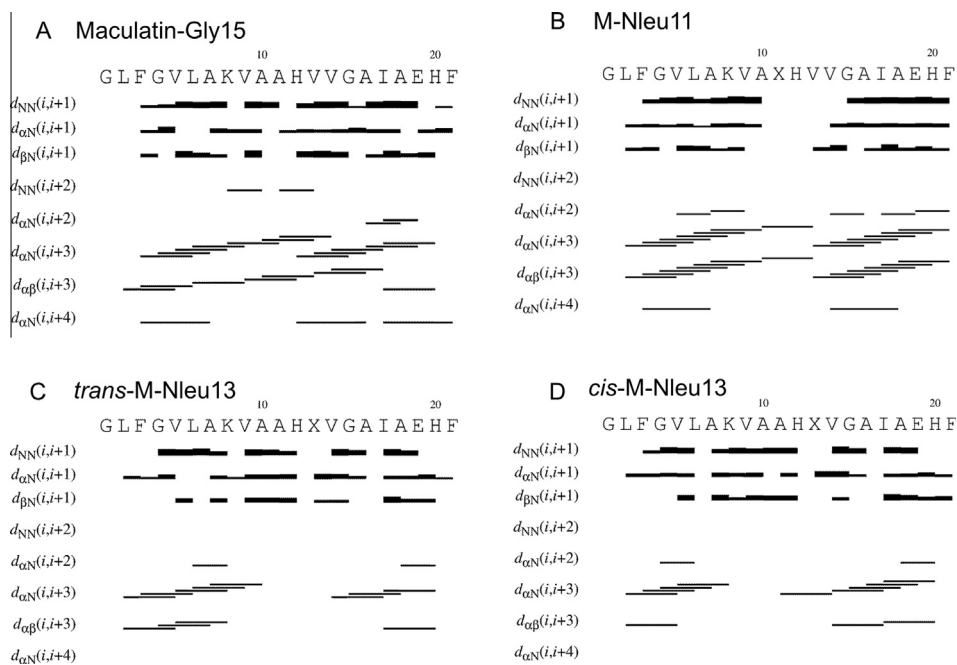 A Maculatin-Gly15
10 20
G L F G V L A K V A A H V V G A I A E H F
dNN(i,i+1)
dαN(i,i+1)
dβN(i,i+1)
dNN(i,i+2)
dαN(i,i+2)
dαN(i,i+3)
dαβ(i,i+3)
dαN(i,i+4)
B M-Nleu11
10 20
G L F G V L A K V A X H V V G A I A E H F
dNN(i,i+1)
dαN(i,i+1)
dβN(i,i+1)
dNN(i,i+2)
dαN(i,i+2)
dαN(i,i+3)
dαβ(i,i+3)
dαN(i,i+4)
C trans-M-Nleu13
10 20
G L F G V L A K V A A H X V G A I A E H F
dNN(i,i+1)
dαN(i,i+1)
dβN(i,i+1)
dNN(i,i+2)
dαN(i,i+2)
dαN(i,i+3)
dαβ(i,i+3)
dαN(i,i+4)
D cis-M-Nleu13
10 20
G L F G V L A K V A A H X V G A I A E H F
dNN(i,i+1)
dαN(i,i+1)
dβN(i,i+1)
dNN(i,i+2)
dαN(i,i+2)
dαN(i,i+3)
dαβ(i,i+3)
dαN(i,i+4)